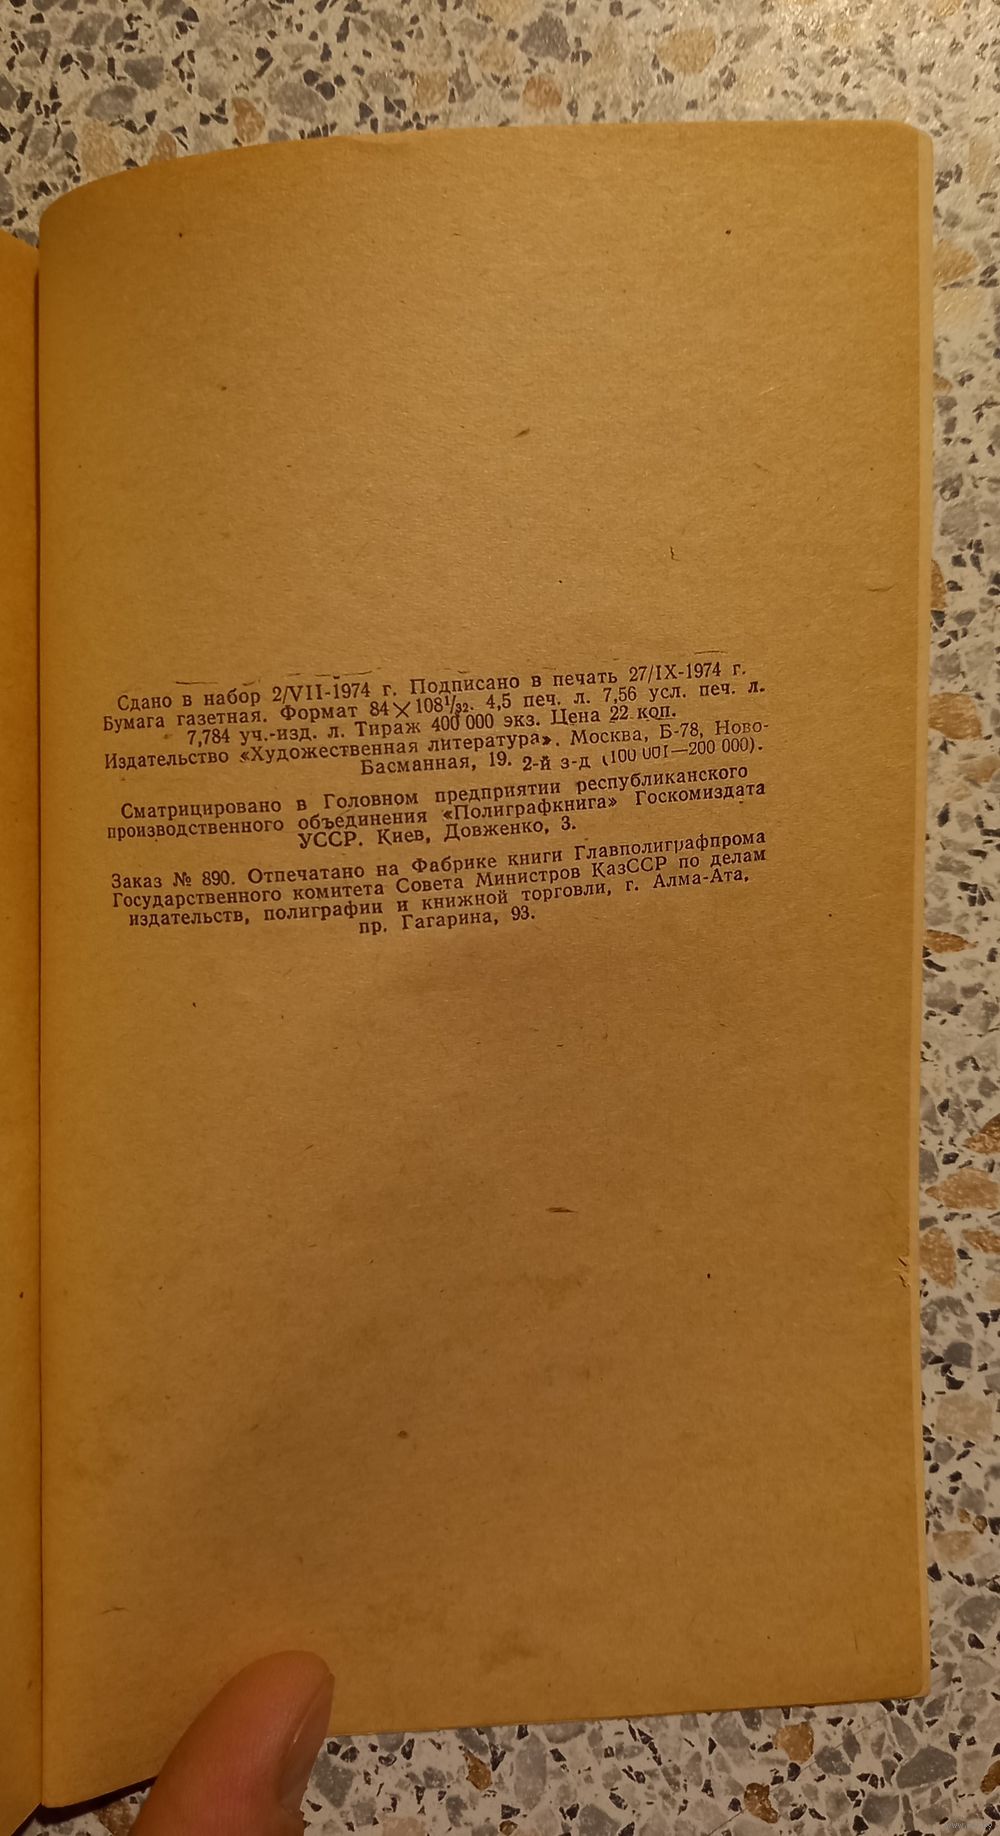 Сдано в набор 2/VII-1974 г. Подписано в печать 27/IX-1974 г.
Бумага газетная. Формат 84×108¹/₃₂. 4,5 печ. л. 7,56 усл. печ. л.
7,784 уч.-изд. л. Тираж 400 000 экз. Цена 22 коп.
Издательство «Художественная литература». Москва, Б-78, Ново-
Басманная, 19. 2-й з-д (100 001—200 000).
Сматрицировано в Головном предприятии республиканского
производственного объединения «Полиграфкнига» Госкомиздата
УССР. Киев, Довженко, 3.
Заказ № 890. Отпечатано на Фабрике книги Главполиграфпрома
Государственного комитета Совета Министров КазССР по делам
издательств, полиграфии и книжной торговли, г. Алма-Ата,
пр. Гагарина, 93.